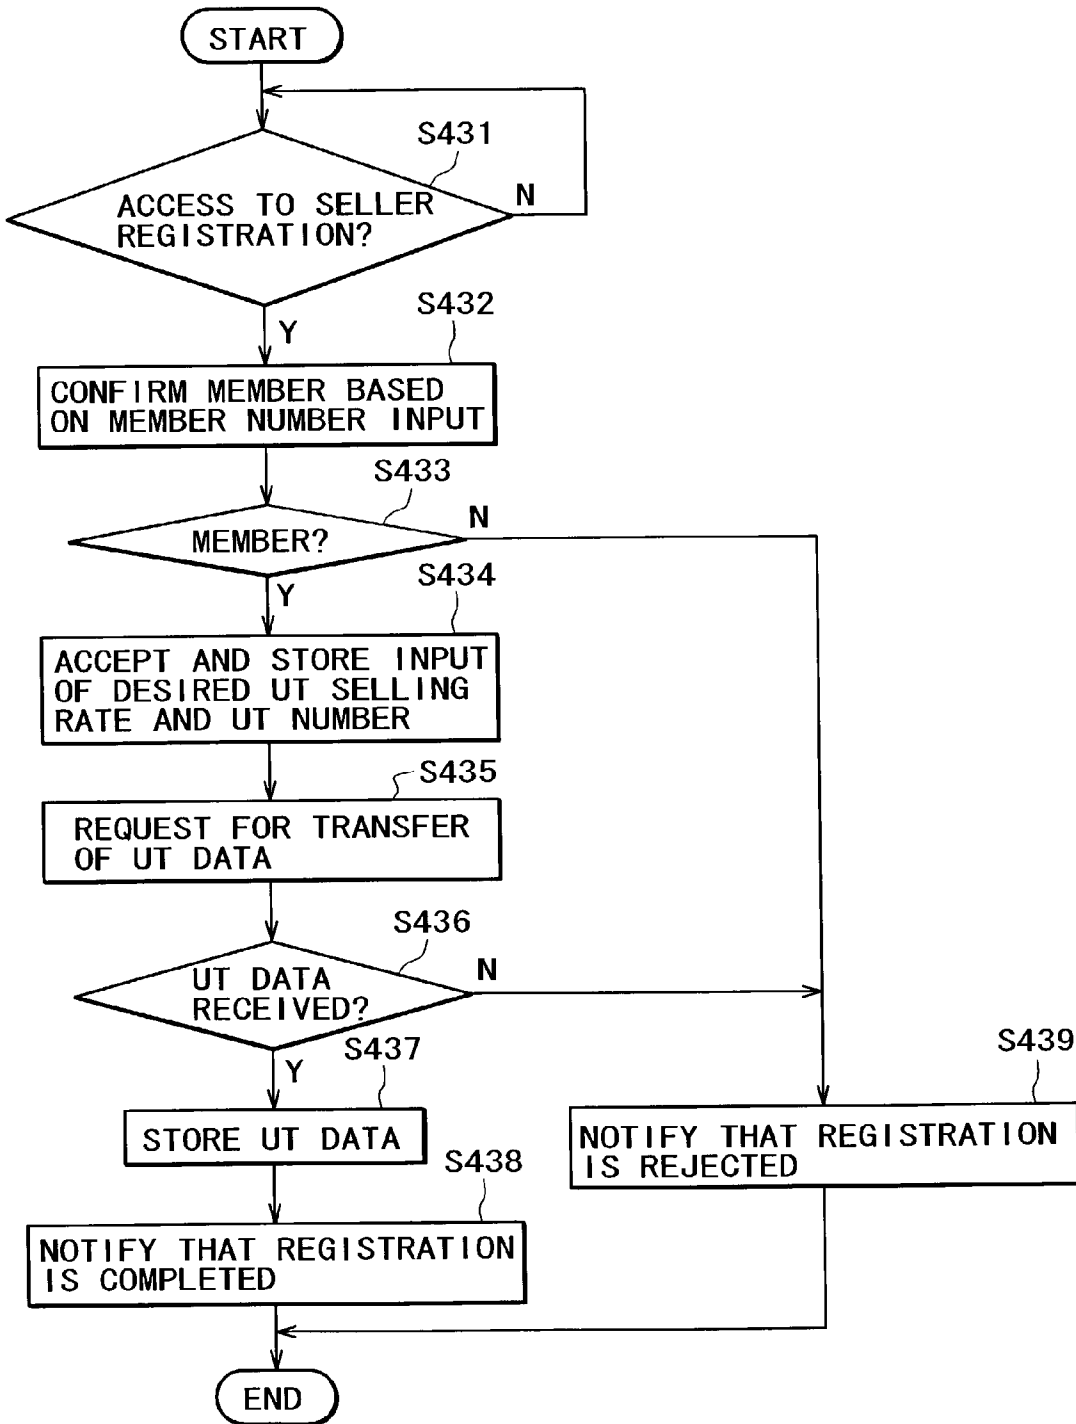 START
S431
ACCESS TO SELLER
REGISTRATION?
N
S432
Y
CONFIRM MEMBER BASED
ON MEMBER NUMBER INPUT
S433
N
MEMBER?
S434
Y
ACCEPT AND STORE INPUT
OF DESIRED UT SELLING
RATE AND UT NUMBER
S435
REQUEST FOR TRANSFER
OF UT DATA
S436
N
UT DATA
RECEIVED?
S437
Y
S439
STORE UT DATA
NOTIFY THAT REGISTRATION
IS REJECTED
S438
NOTIFY THAT REGISTRATION
IS COMPLETED
END